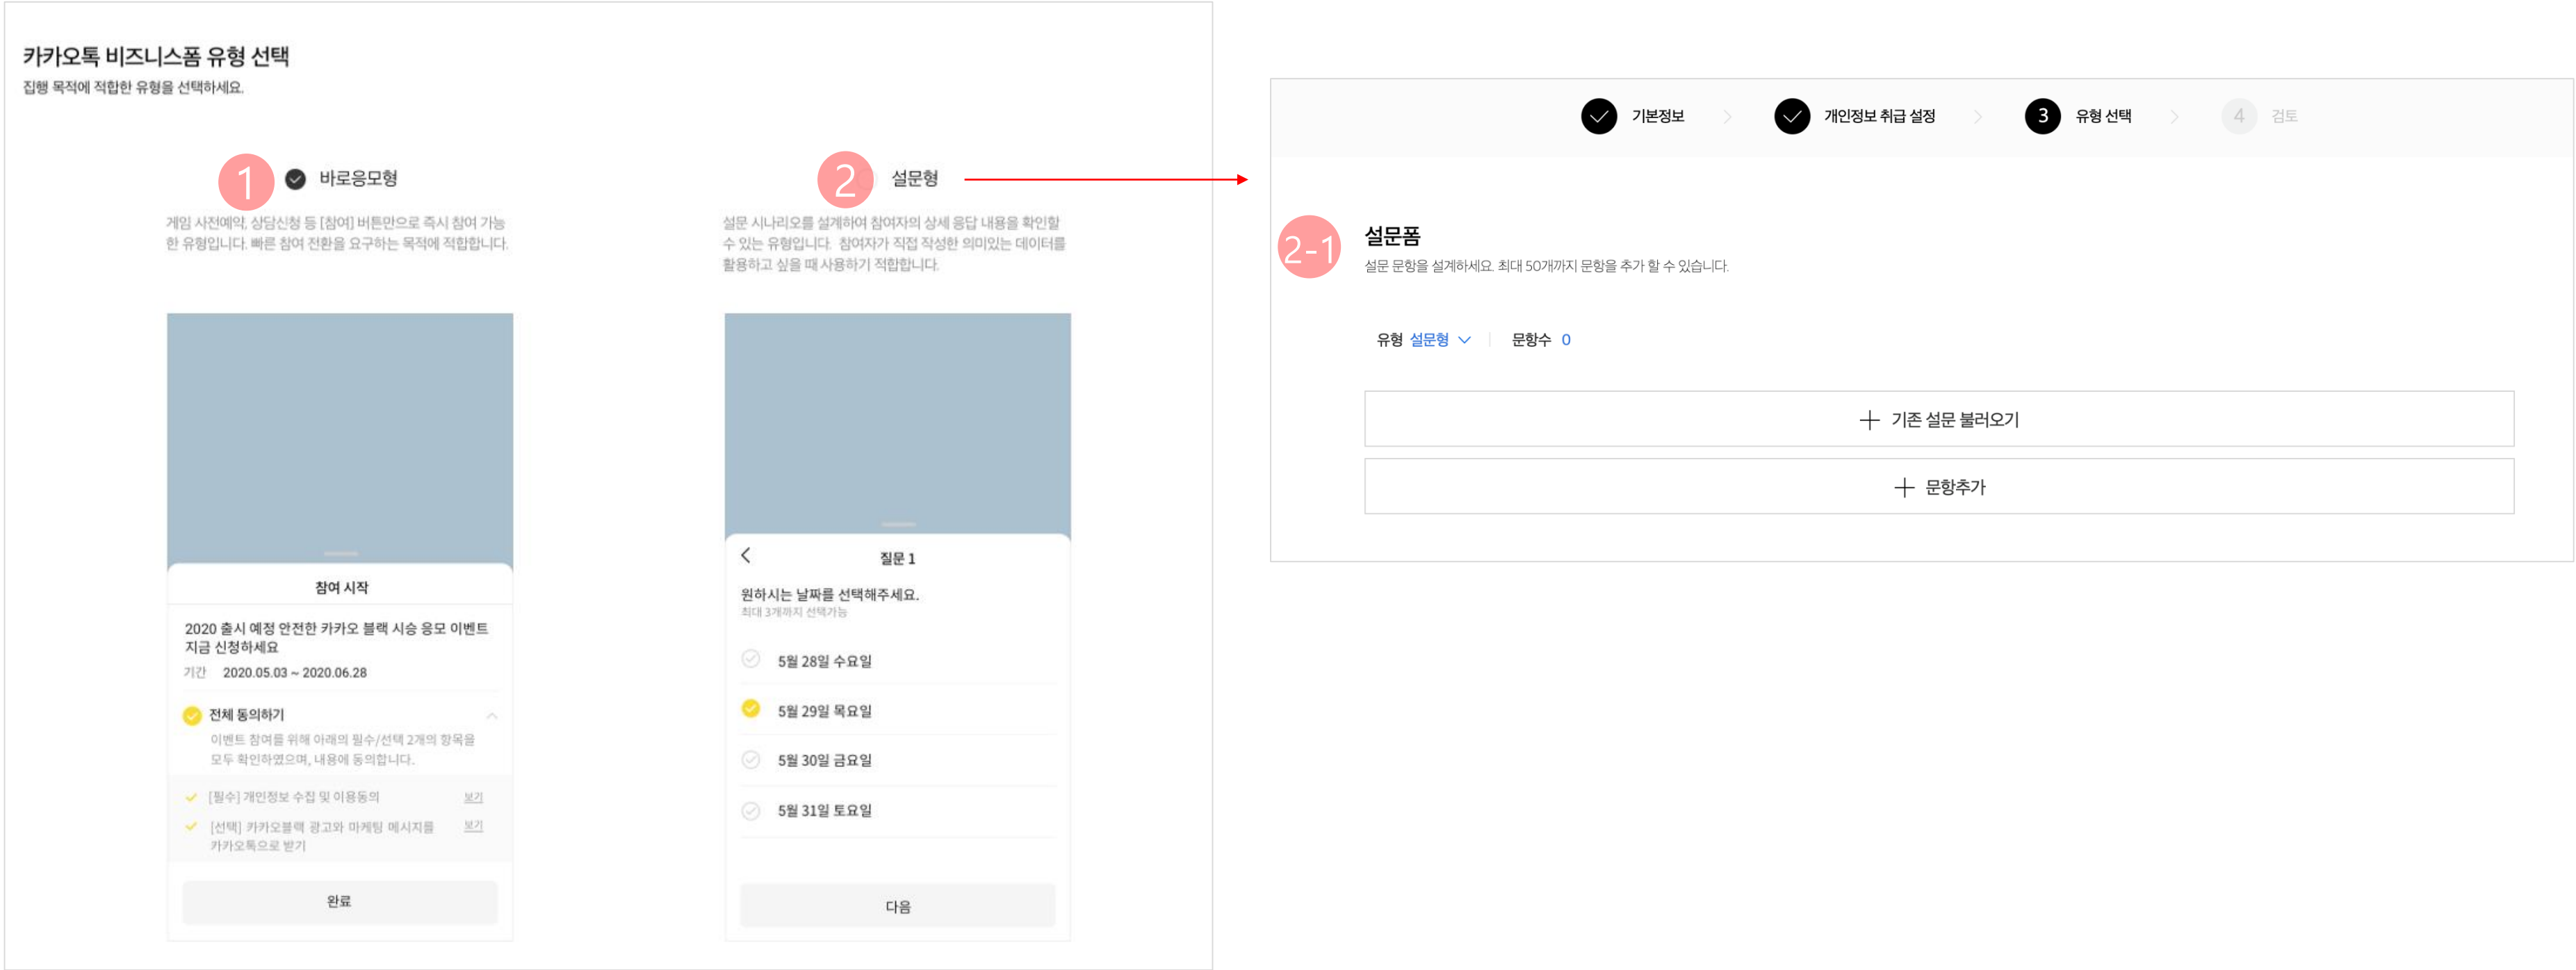 카카오톡 비즈니스폼 유형 선택
집행 목적에 적합한 유형을 선택하세요.
1 바로응모형
게임 사전예약, 상담신청 등 [참여] 버튼만으로 즉시 참여 가능
한 유형입니다. 빠른 참여 전환을 요구하는 목적에 적합합니다.
참여 시작
2020 출시 예정 안전한 카카오 블랙 시승 응모 이벤트
지금 신청하세요
기간 2020.05.03 ~ 2020.06.28
전체 동의하기
이벤트 참여를 위해 아래의 필수/선택 2개의 항목을
모두 확인하였으며, 내용에 동의합니다.
[필수] 개인정보 수집 및 이용동의 보기
[선택] 카카오블랙 광고와 마케팅 메시지를 보기
카카오톡으로 받기
완료
2 설문형
설문 시나리오를 설계하여 참여자의 상세 응답 내용을 확인할
수 있는 유형입니다. 참여자가 직접 작성한 의미있는 데이터를
활용하고 싶을 때 사용하기 적합합니다.
질문 1
원하시는 날짜를 선택해주세요.
최대 3개까지 선택가능
5월 28일 수요일
5월 29일 목요일
5월 30일 금요일
5월 31일 토요일
다음
기본정보 개인정보 취급 설정 3 유형 선택 4 검토
2-1 설문폼
설문 문항을 설계하세요. 최대 50개까지 문항을 추가 할 수 있습니다.
유형 설문형 문항수 0
기존 설문 불러오기
문항추가